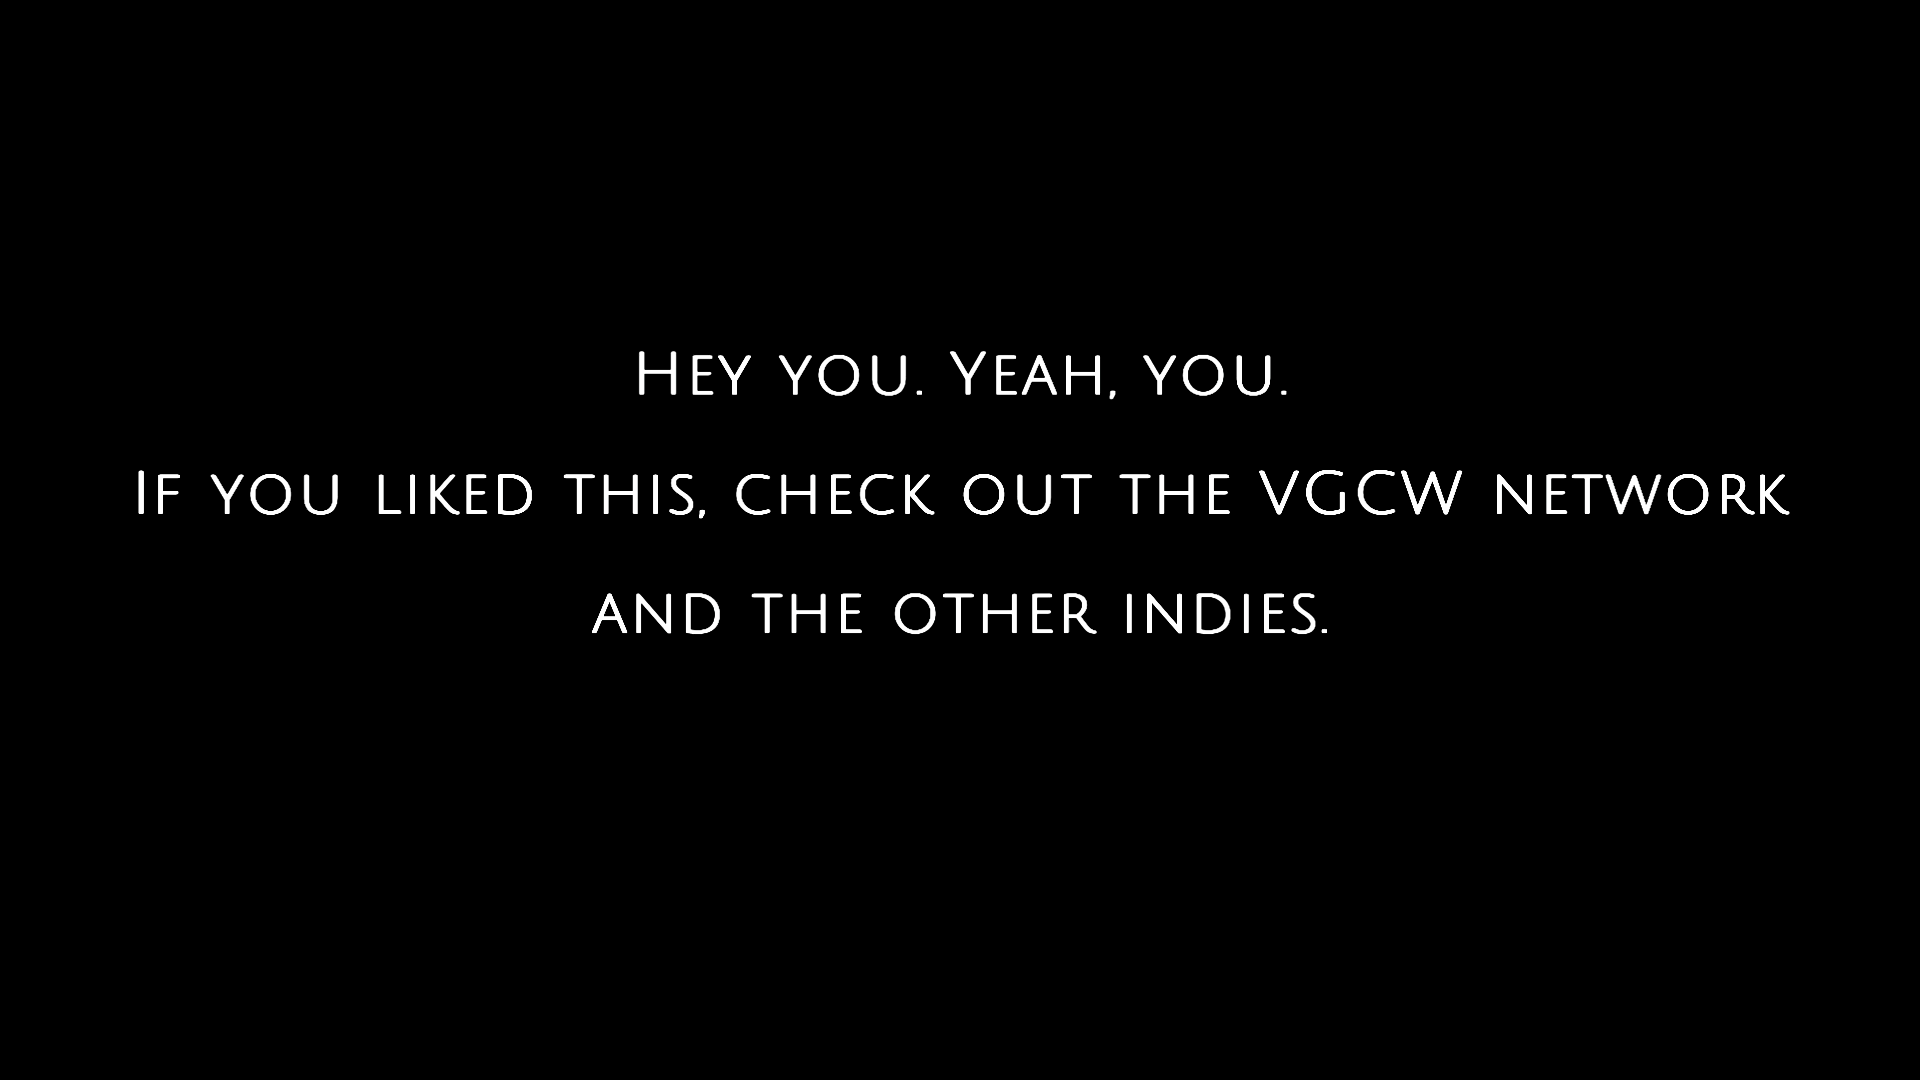 Hey you. Yeah, you.
If you liked this, check out the VGCW network
and the other indies.